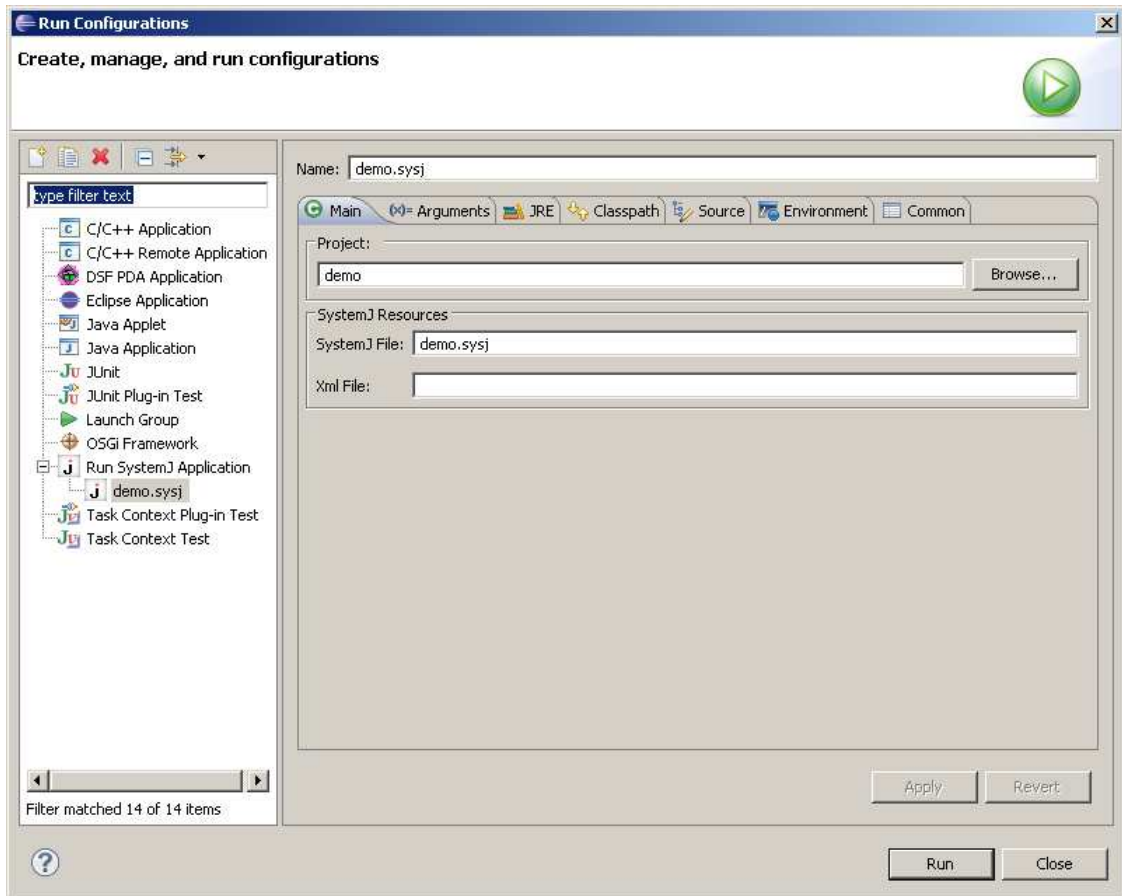 Run Configurations
Create, manage, and run configurations
type filter text
C/C++ Application
C/C++ Remote Application
DSF PDA Application
Eclipse Application
Java Applet
Java Application
JUnit
JUnit Plug-in Test
Launch Group
OSGi Framework
Run SystemJ Application
demo.sysj
Task Context Plug-in Test
Task Context Test
Filter matched 14 of 14 items
Name: demo.sysj
Main (x)= Arguments JRE Classpath Source Environment Common
Project:
demo Browse...
SystemJ Resources
SystemJ File: demo.sysj
Xml File:
Apply Revert
Run Close